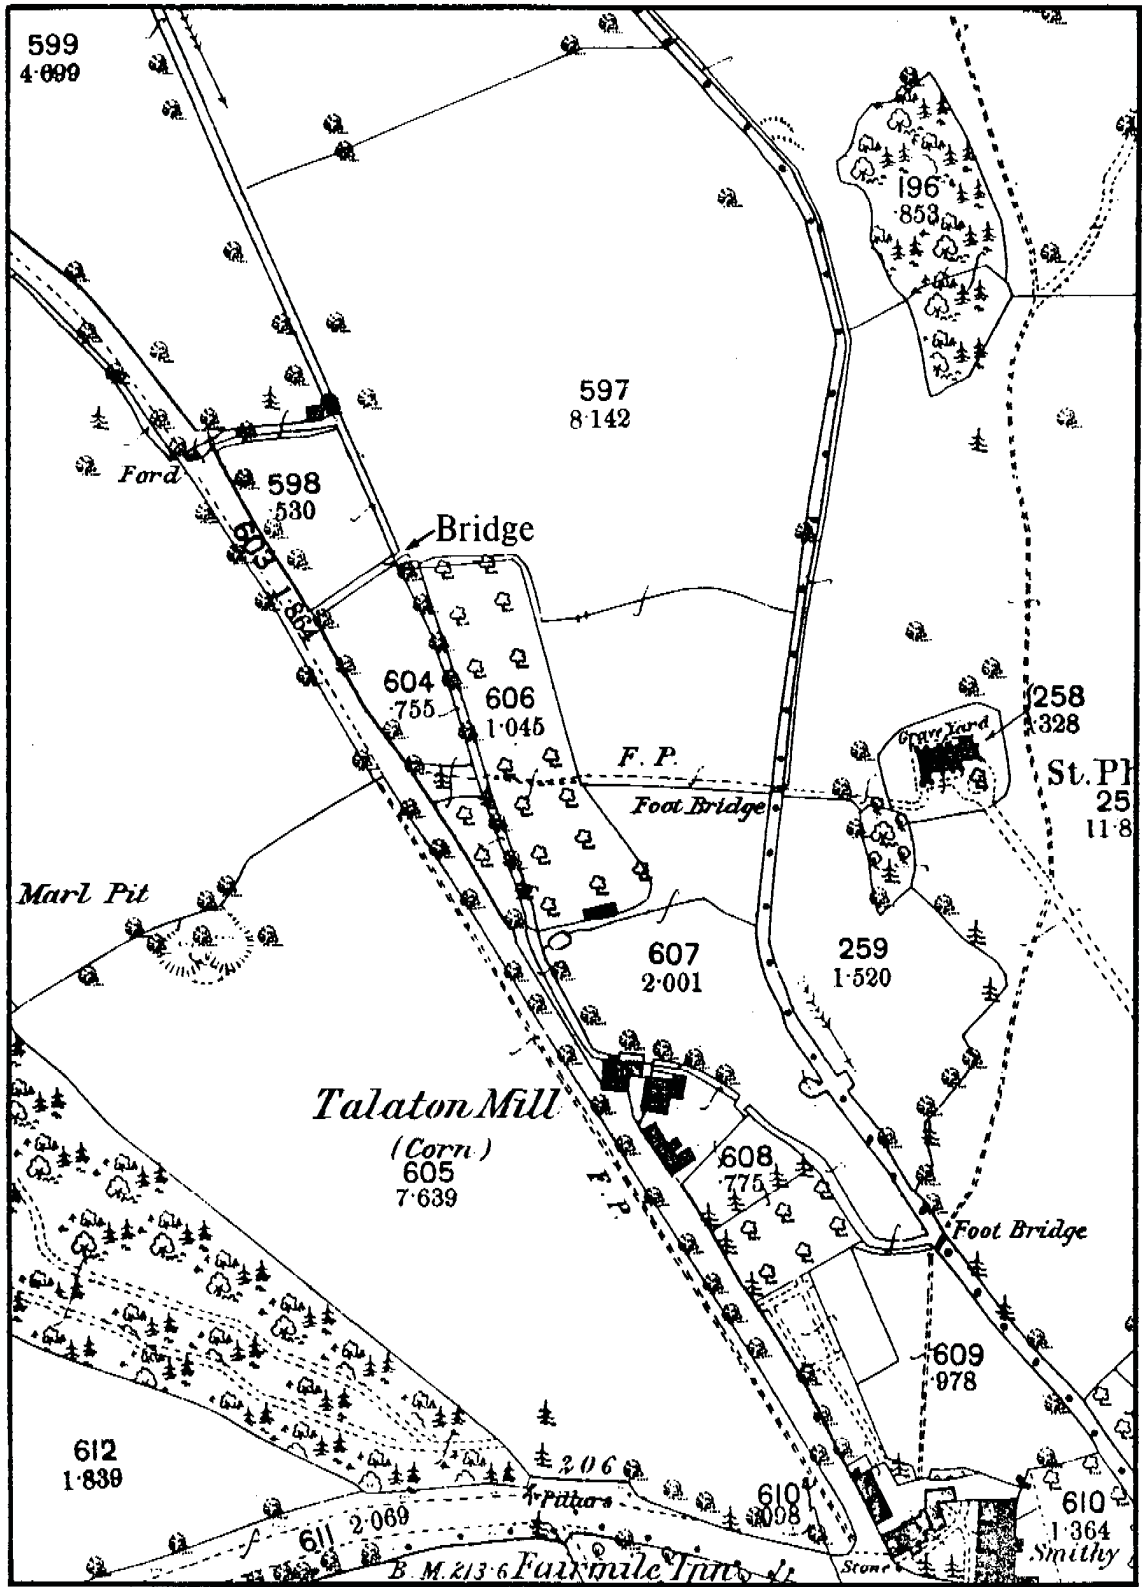 599
4·099
196
·853
597
8·142
Ford
598
·530
Bridge
603
1·864
604
·755
606
1·045
F. P.
Foot Bridge
Grave Yard
258
·328
St. Ph
25
11·8
Marl Pit
607
2·001
259
1·520
Talaton Mill
(Corn)
605
7·639
F. P.
608
·775
Foot Bridge
609
·978
612
1·839
206
Pillars
611
2·069
610
·098
610
1·364
Smithy
Stone
B. M. 213·6
Fairmile Inn